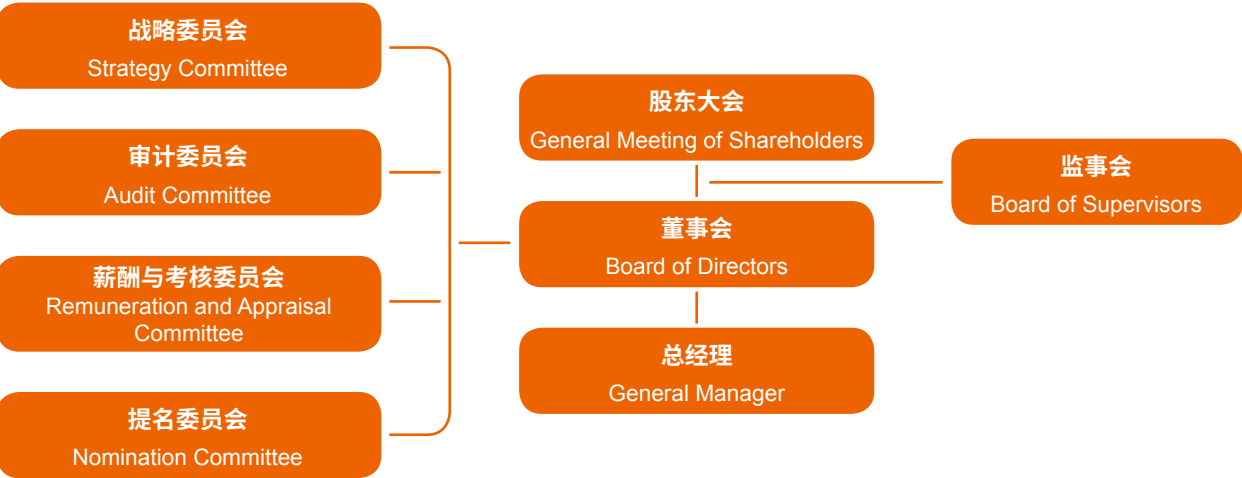 战略委员会
Strategy Committee
审计委员会
Audit Committee
薪酬与考核委员会
Remuneration and Appraisal
Committee
提名委员会
Nomination Committee
股东大会
General Meeting of Shareholders
董事会
Board of Directors
总经理
General Manager
监事会
Board of Supervisors